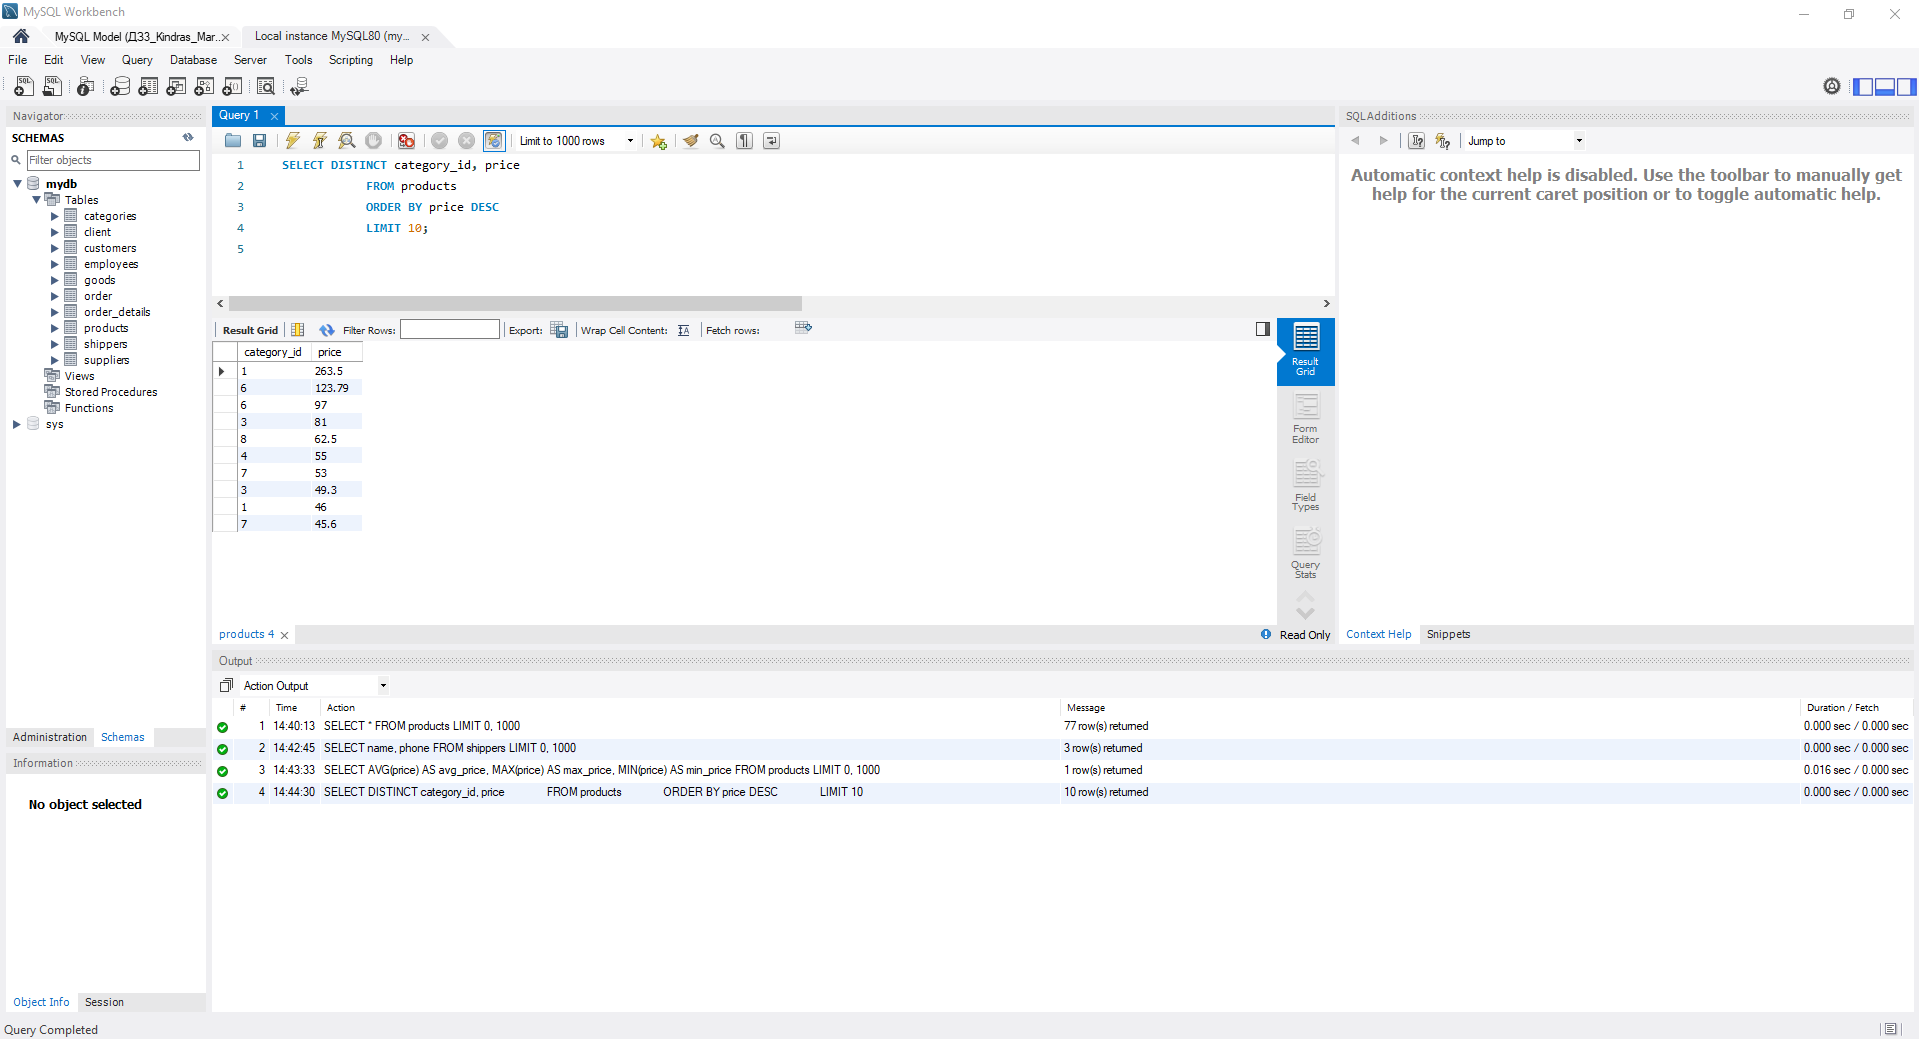 MySQL Workbench
MySQL Model (ДЗ3_Kindras_Mar..×
Local instance MySQL80 (my... ×
File Edit View Query Database Server Tools Scripting Help
Navigator
SCHEMAS
Filter objects
mydb
Tables
categories
client
customers
employees
goods
order
order_details
products
shippers
suppliers
Views
Stored Procedures
Functions
sys
Administration Schemas
Information
No object selected
Object Info Session
Query 1 ×
Limit to 1000 rows
1 SELECT DISTINCT category_id, price
2 FROM products
3 ORDER BY price DESC
4 LIMIT 10;
5
Result Grid Filter Rows: Export: Wrap Cell Content: Fetch rows:
category_id price
1 263.5
6 123.79
6 97
3 81
8 62.5
4 55
7 53
3 49.3
1 46
7 45.6
Result Grid
Form Editor
Field Types
Query Stats
products 4 ×
Read Only
SQLAdditions
Jump to
Automatic context help is disabled. Use the toolbar to manually get
help for the current caret position or to toggle automatic help.
Context Help Snippets
Output
Action Output
# Time Action Message Duration / Fetch
1 14:40:13 SELECT * FROM products LIMIT 0, 1000 77 row(s) returned 0.000 sec / 0.000 sec
2 14:42:45 SELECT name, phone FROM shippers LIMIT 0, 1000 3 row(s) returned 0.000 sec / 0.000 sec
3 14:43:33 SELECT AVG(price) AS avg_price, MAX(price) AS max_price, MIN(price) AS min_price FROM products LIMIT 0, 1000 1 row(s) returned 0.016 sec / 0.000 sec
4 14:44:30 SELECT DISTINCT category_id, price FROM products ORDER BY price DESC LIMIT 10 10 row(s) returned 0.000 sec / 0.000 sec
Query Completed